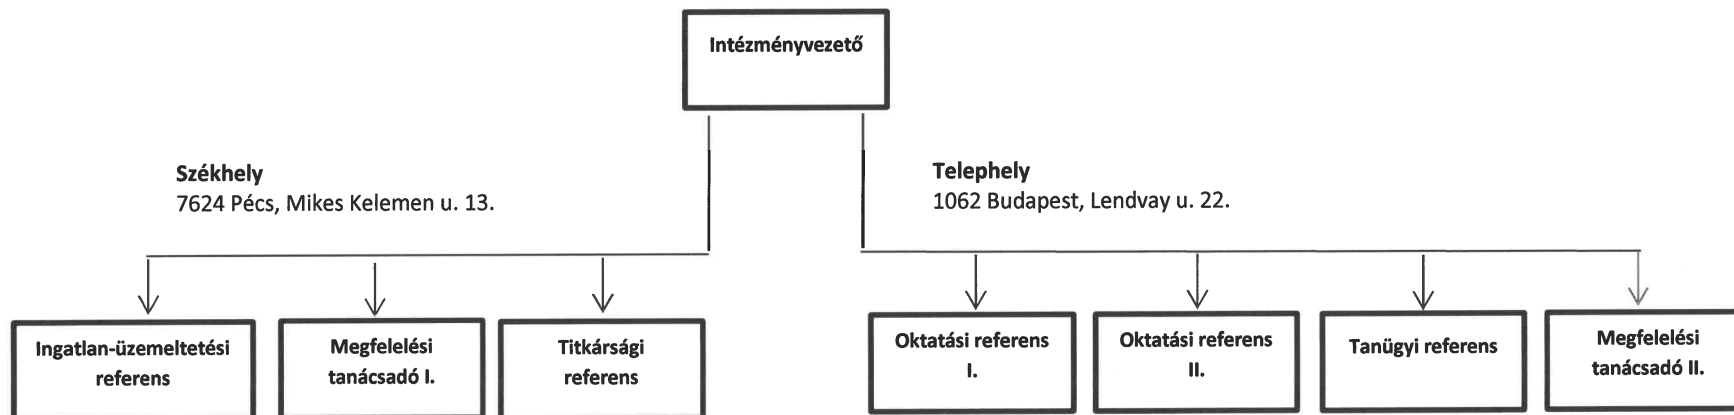 Intézményvezető
Székhely
7624 Pécs, Mikes Kelemen u. 13.
Telephely
1062 Budapest, Lendvay u. 22.
Ingatlan-üzemeltetési
referens
Megfelelési
tanácsadó I.
Titkársági
referens
Oktatási referens
I.
Oktatási referens
II.
Tanügyi referens
Megfelelési
tanácsadó II.